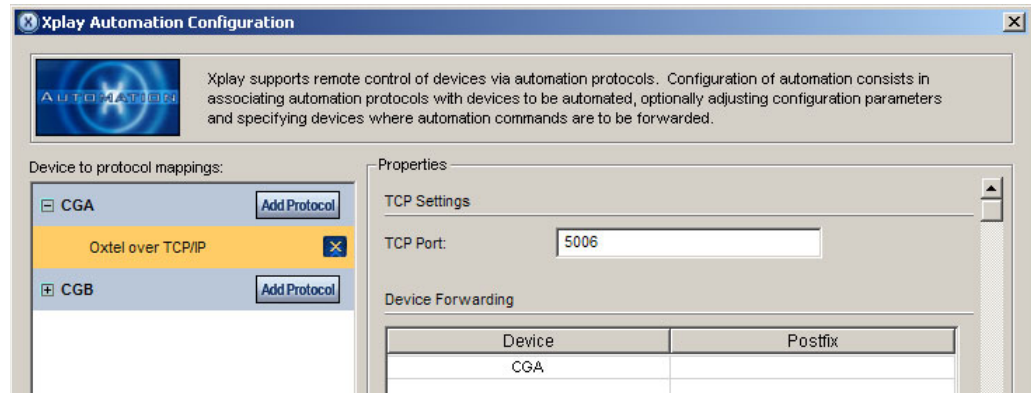 Xplay Automation Configuration
AUTOMATION
Xplay supports remote control of devices via automation protocols. Configuration of automation consists in
associating automation protocols with devices to be automated, optionally adjusting configuration parameters
and specifying devices where automation commands are to be forwarded.
Device to protocol mappings:
CGA Add Protocol
Oxtel over TCP/IP
CGB Add Protocol
Properties
TCP Settings
TCP Port: 5006
Device Forwarding
Device Postfix
CGA